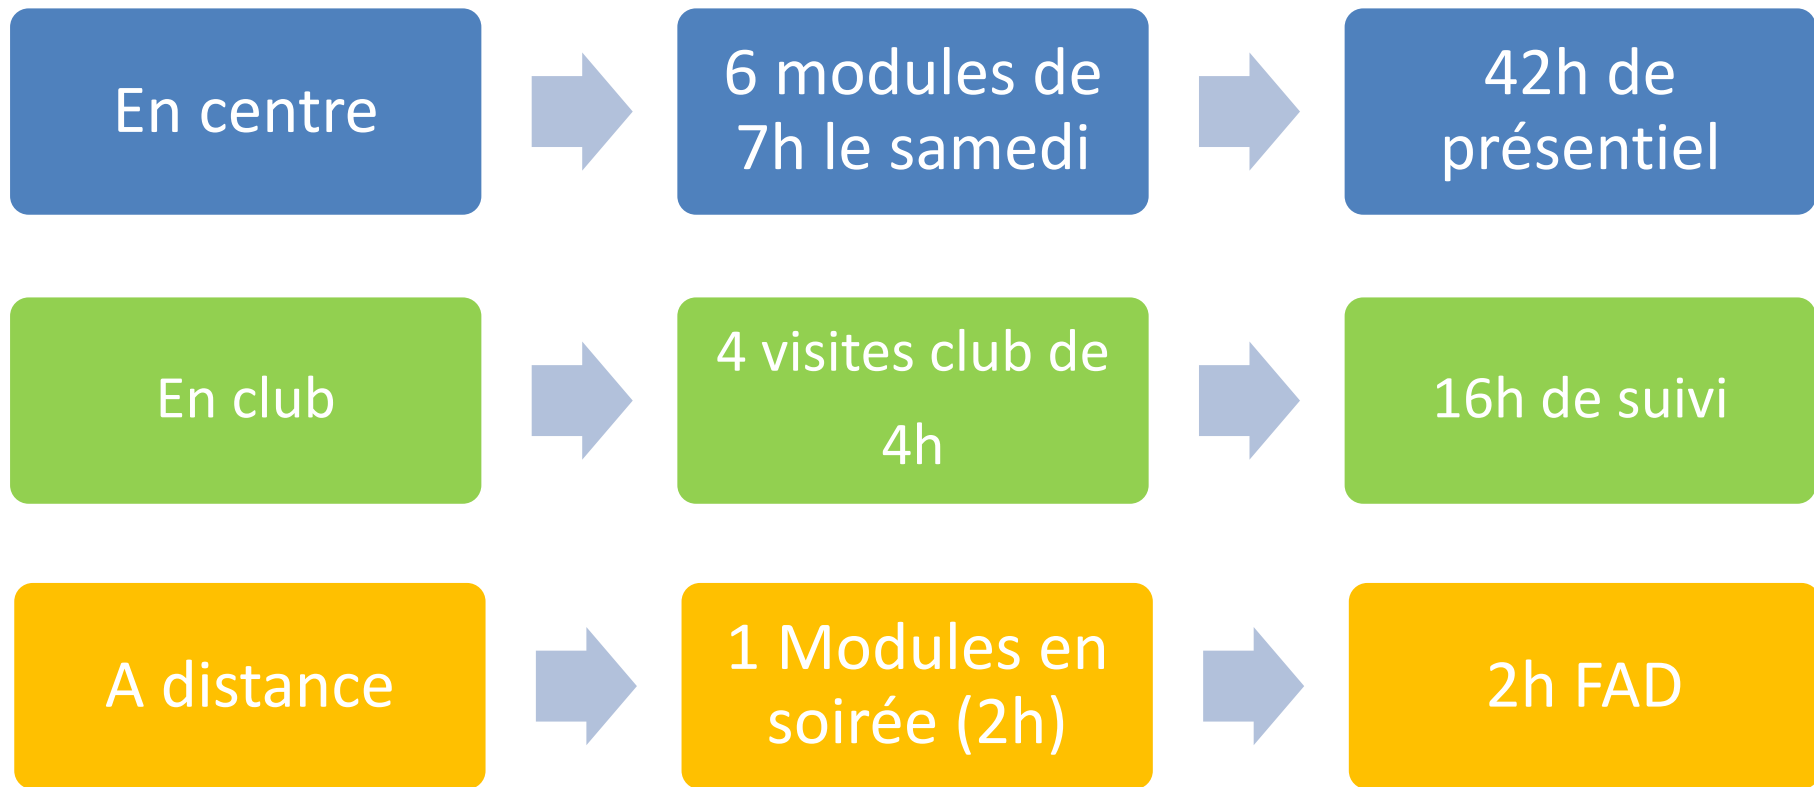 En centre
6 modules de
7h le samedi
42h de
présentiel
En club
4 visites club de
4h
16h de suivi
A distance
1 Modules en
soirée (2h)
2h FAD